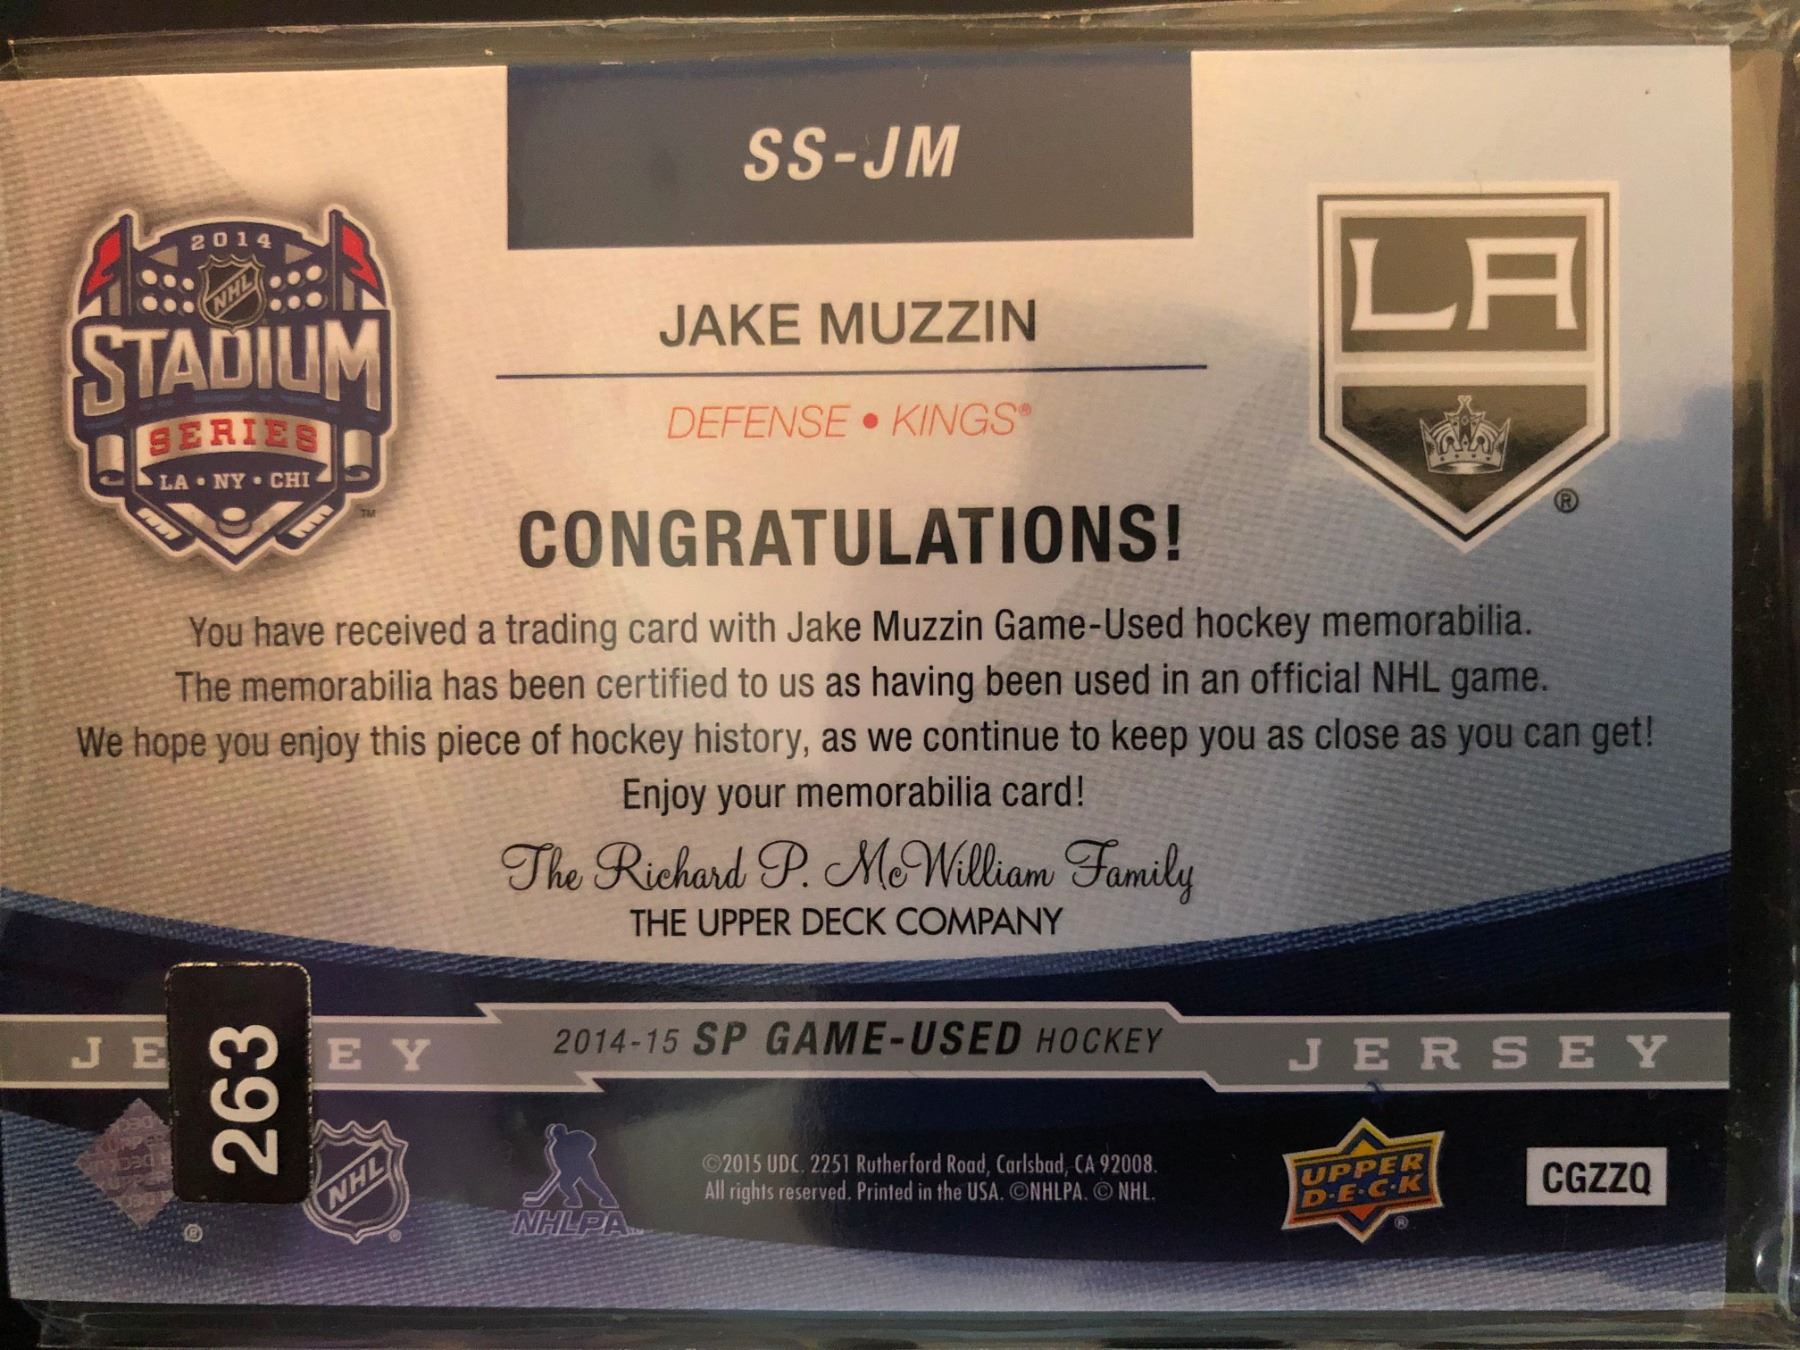 SS-JM
2014
NHL
STADIUM
SERIES
LA • NY • CHI
TM
LA
®
JAKE MUZZIN
DEFENSE • KINGS®
CONGRATULATIONS!
You have received a trading card with Jake Muzzin Game-Used hockey memorabilia.
The memorabilia has been certified to us as having been used in an official NHL game.
We hope you enjoy this piece of hockey history, as we continue to keep you as close as you can get!
Enjoy your memorabilia card!
The Richard P. McWilliam Family
THE UPPER DECK COMPANY
JE EY
263
2014-15 SP GAME-USED HOCKEY
JERSEY
®
NHL
®
NHLPA
©2015 UDC. 2251 Rutherford Road, Carlsbad, CA 92008.
All rights reserved. Printed in the USA. ©NHLPA. © NHL.
UPPER
D•E•C•K
®
CGZZQ